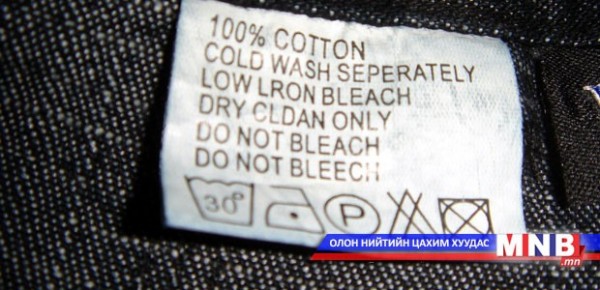 100% COTTON
COLD WASH SEPERATELY
LOW LRON BLEACH
DRY CLDAN ONLY
DO NOT BLEACH
DO NOT BLEECH
30° P
ОЛОН НИЙТИЙН ЦАХИМ ХУУДАС MNB.mn